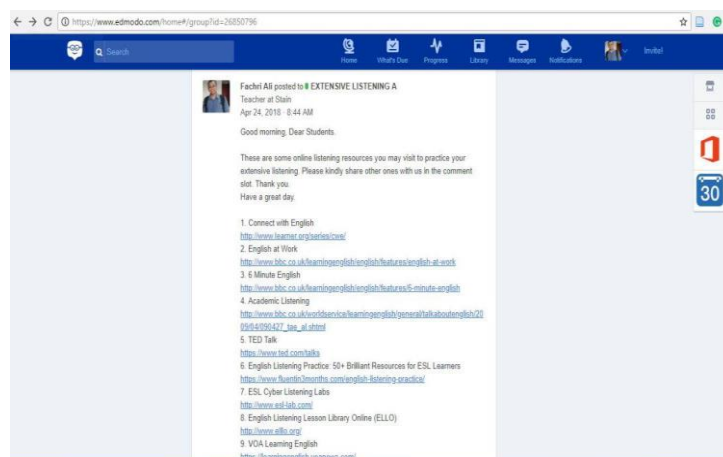 https://www.edmodo.com/home#/group?id=26850796
Search
Home
What's Due
Progress
Library
Messages
Notifications
Invite!
Fachri Ali posted to EXTENSIVE LISTENING A
Teacher at Stain
Apr 24, 2018 - 8:44 AM
Good morning, Dear Students.
These are some online listening resources you may visit to practice your
extensive listening. Please kindly share other ones with us in the comment
slot. Thank you.
Have a great day.
1. Connect with English
http://www.learner.org/series/cwe/
2. English at Work
http://www.bbc.co.uk/learningenglish/english/features/english-at-work
3. 6 Minute English
http://www.bbc.co.uk/learningenglish/english/features/6-minute-english
4. Academic Listening
http://www.bbc.co.uk/worldservice/learningenglish/general/talkaboutenglish/20
09/04/090427_tae_al.shtml
5. TED Talk
https://www.ted.com/talks
6. English Listening Practice: 50+ Brilliant Resources for ESL Learners
https://www.fluentin3months.com/english-listening-practice/
7. ESL Cyber Listening Labs
http://www.esl-lab.com/
8. English Listening Lesson Library Online (ELLO)
http://www.elllo.org/
9. VOA Learning English
https://learningenglish.voanews.com/
30